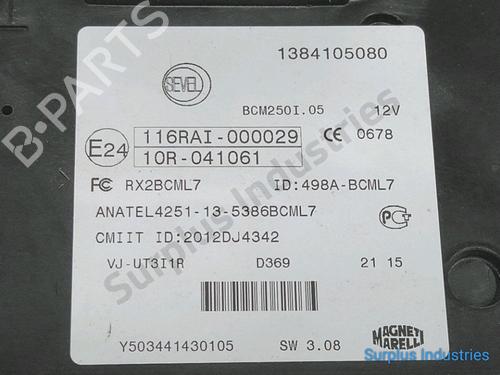 1384105080
SEVEL
BCM250I.05 12V
E24 116RAI-000029 CE 0678
10R-041061
FC RX2BCML7 ID:498A-BCML7
ANATEL4251-13-5386BCML7
CMIIT ID:2012DJ4342
VJ-UT3I1R D369 21 15
MAGNETI
MARELLI
Y503441430105 SW 3.08
B-PARTS
Surplus Industries
Surplus Industries